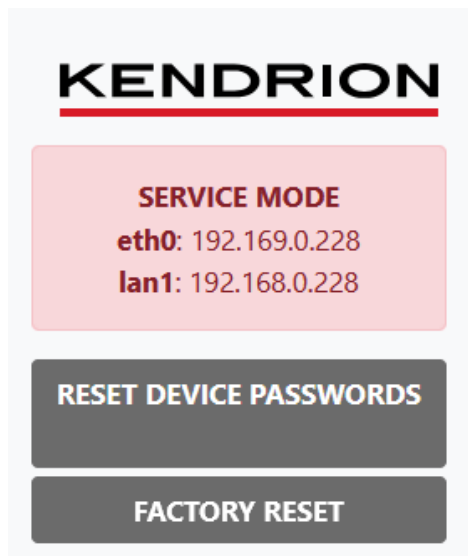 KENDRION
SERVICE MODE
eth0: 192.169.0.228
lan1: 192.168.0.228
RESET DEVICE PASSWORDS
FACTORY RESET